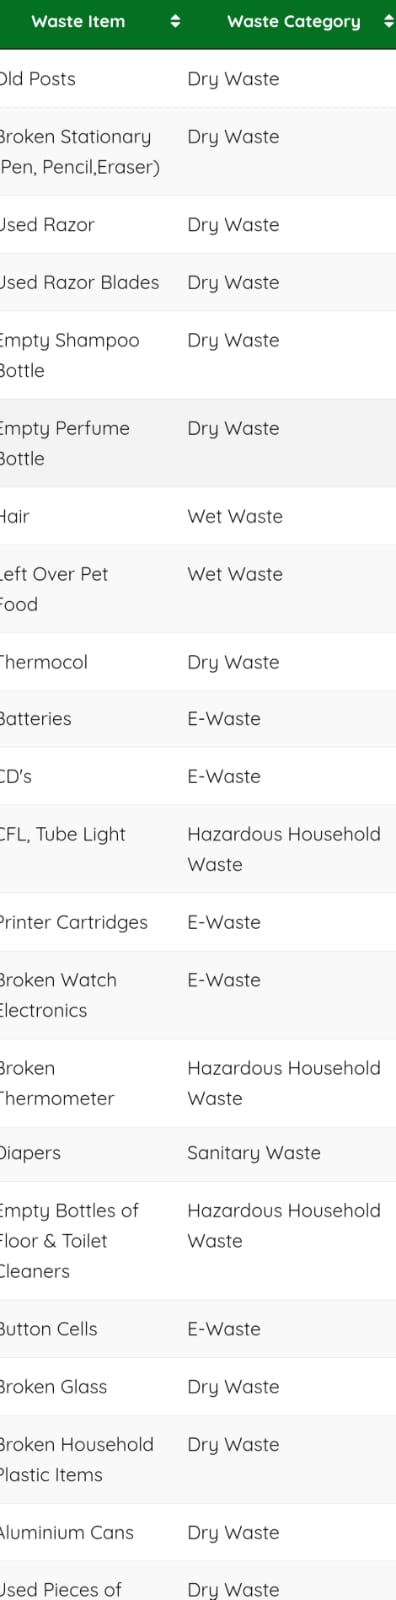 Waste Item Waste Category
Old Posts Dry Waste
Broken Stationary Dry Waste
(Pen, Pencil,Eraser)
Used Razor Dry Waste
Used Razor Blades Dry Waste
Empty Shampoo Dry Waste
Bottle
Empty Perfume Dry Waste
Bottle
Hair Wet Waste
Left Over Pet Wet Waste
Food
Thermocol Dry Waste
Batteries E-Waste
CD's E-Waste
CFL, Tube Light Hazardous Household
Waste
Printer Cartridges E-Waste
Broken Watch E-Waste
Electronics
Broken Hazardous Household
Thermometer Waste
Diapers Sanitary Waste
Empty Bottles of Hazardous Household
Floor & Toilet Waste
Cleaners
Button Cells E-Waste
Broken Glass Dry Waste
Broken Household Dry Waste
Plastic Items
Aluminium Cans Dry Waste
Used Pieces of Dry Waste